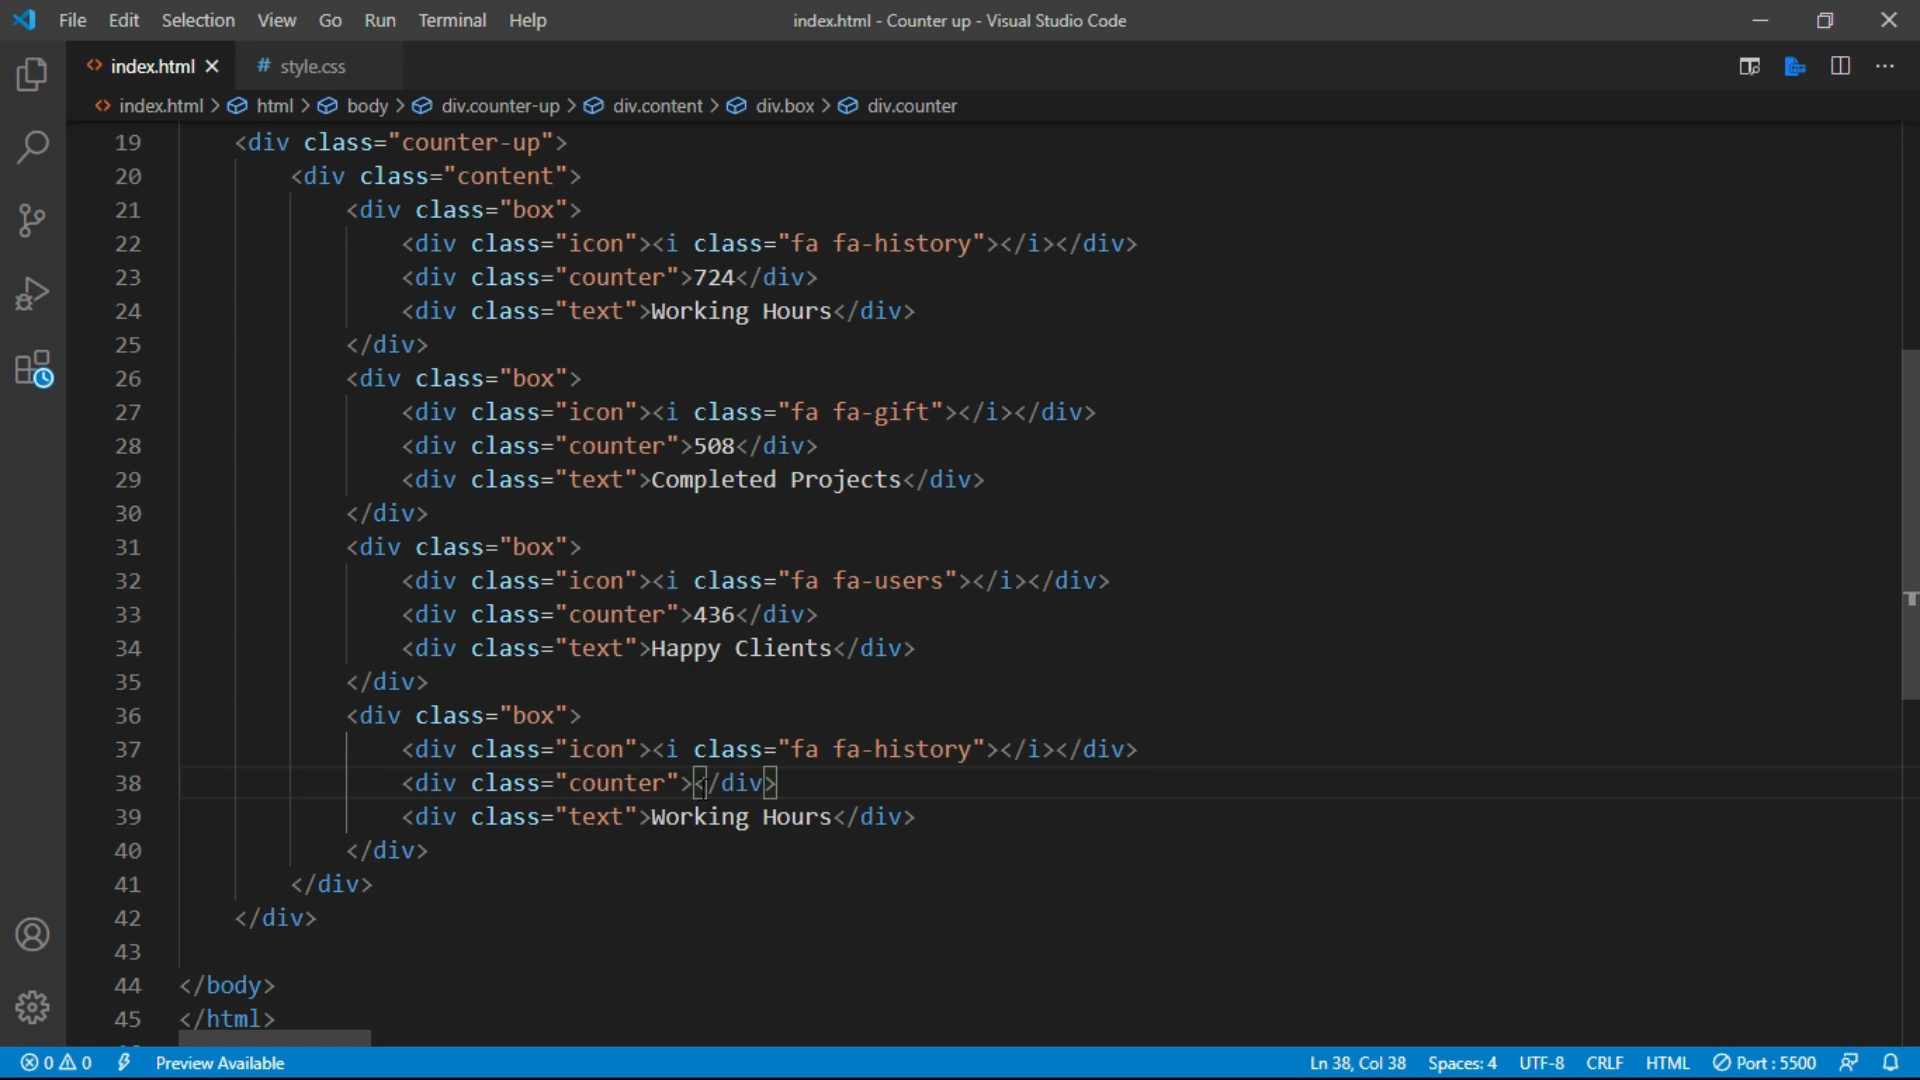 File Edit Selection View Go Run Terminal Help index.html - Counter up - Visual Studio Code
index.html style.css
index.html > html > body > div.counter-up > div.content > div.box > div.counter
19 <div class="counter-up">
20 <div class="content">
21 <div class="box">
22 <div class="icon"><i class="fa fa-history"></i></div>
23 <div class="counter">724</div>
24 <div class="text">Working Hours</div>
25 </div>
26 <div class="box">
27 <div class="icon"><i class="fa fa-gift"></i></div>
28 <div class="counter">508</div>
29 <div class="text">Completed Projects</div>
30 </div>
31 <div class="box">
32 <div class="icon"><i class="fa fa-users"></i></div>
33 <div class="counter">436</div>
34 <div class="text">Happy Clients</div>
35 </div>
36 <div class="box">
37 <div class="icon"><i class="fa fa-history"></i></div>
38 <div class="counter"></div>
39 <div class="text">Working Hours</div>
40 </div>
41 </div>
42 </div>
43
44 </body>
45 </html>
0 0 Preview Available Ln 38, Col 38 Spaces: 4 UTF-8 CRLF HTML Port : 5500